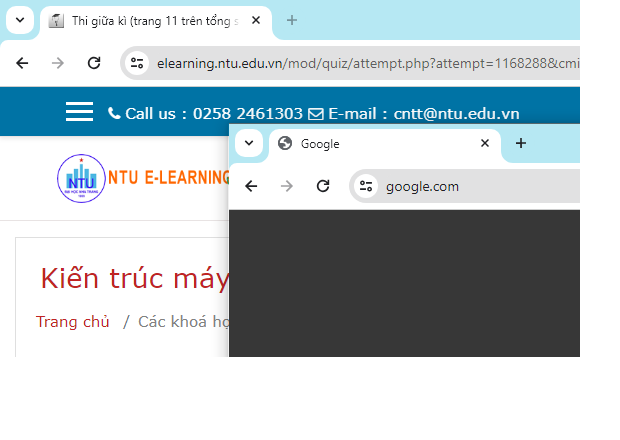 Thi giữa kì (trang 11 trên tổng s
elearning.ntu.edu.vn/mod/quiz/attempt.php?attempt=1168288&cmi
Call us : 0258 2461303 E-mail : cntt@ntu.edu.vn
Google
google.com
NTU
NTU E-LEARNING
Kiến trúc máy
Trang chủ / Các khoá họ